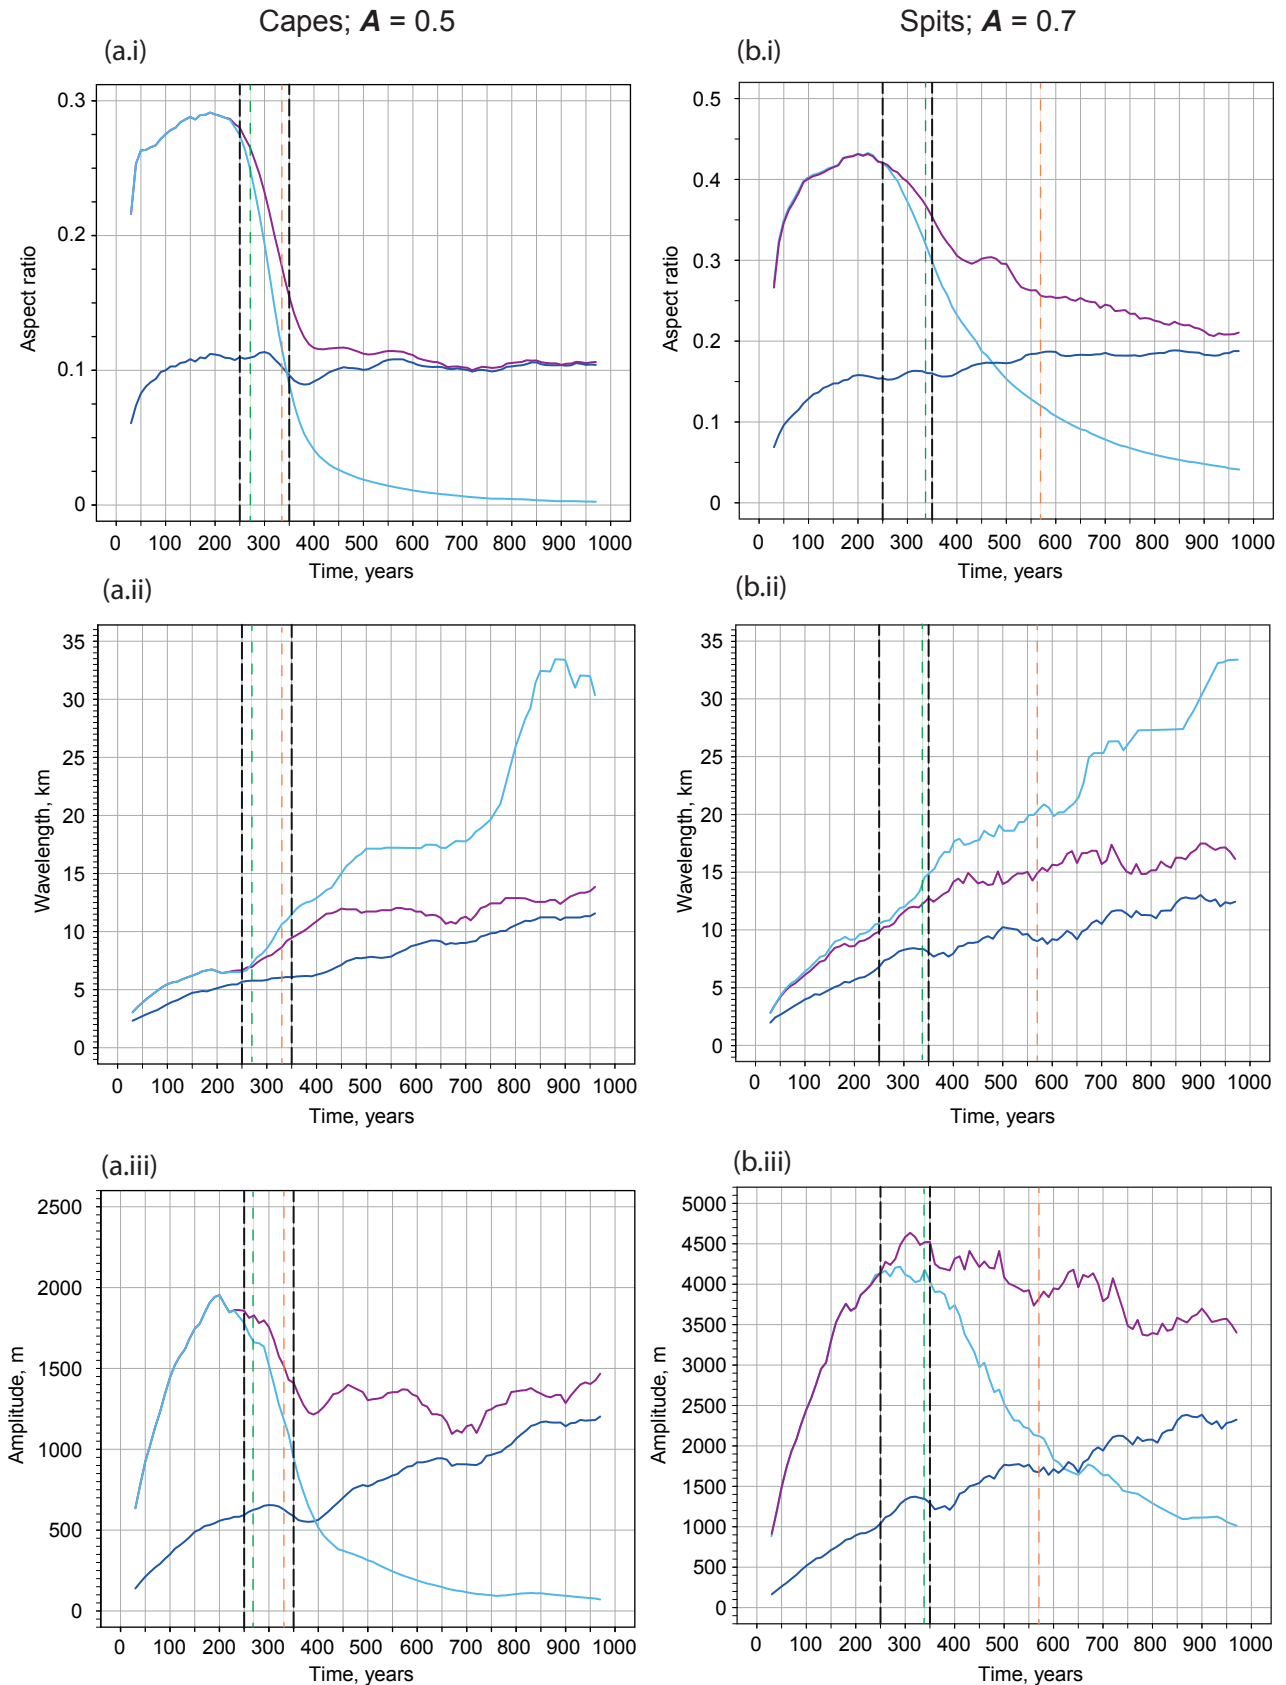 Capes; A = 0.5
Spits; A = 0.7
(a.i)
(b.i)
0.3
0.2
0.1
0
Aspect ratio
0 100 200 300 400 500 600 700 800 900 1000
Time, years
0.5
0.4
0.3
0.2
0.1
0
Aspect ratio
0 100 200 300 400 500 600 700 800 900 1000
Time, years
(a.ii)
(b.ii)
35
30
25
20
15
10
5
0
Wavelength, km
0 100 200 300 400 500 600 700 800 900 1000
Time, years
35
30
25
20
15
10
5
0
Wavelength, km
0 100 200 300 400 500 600 700 800 900 1000
Time, years
(a.iii)
(b.iii)
2500
2000
1500
1000
500
0
Amplitude, m
0 100 200 300 400 500 600 700 800 900 1000
Time, years
5000
4500
4000
3500
3000
2500
2000
1500
1000
500
0
Amplitude, m
0 100 200 300 400 500 600 700 800 900 1000
Time, years